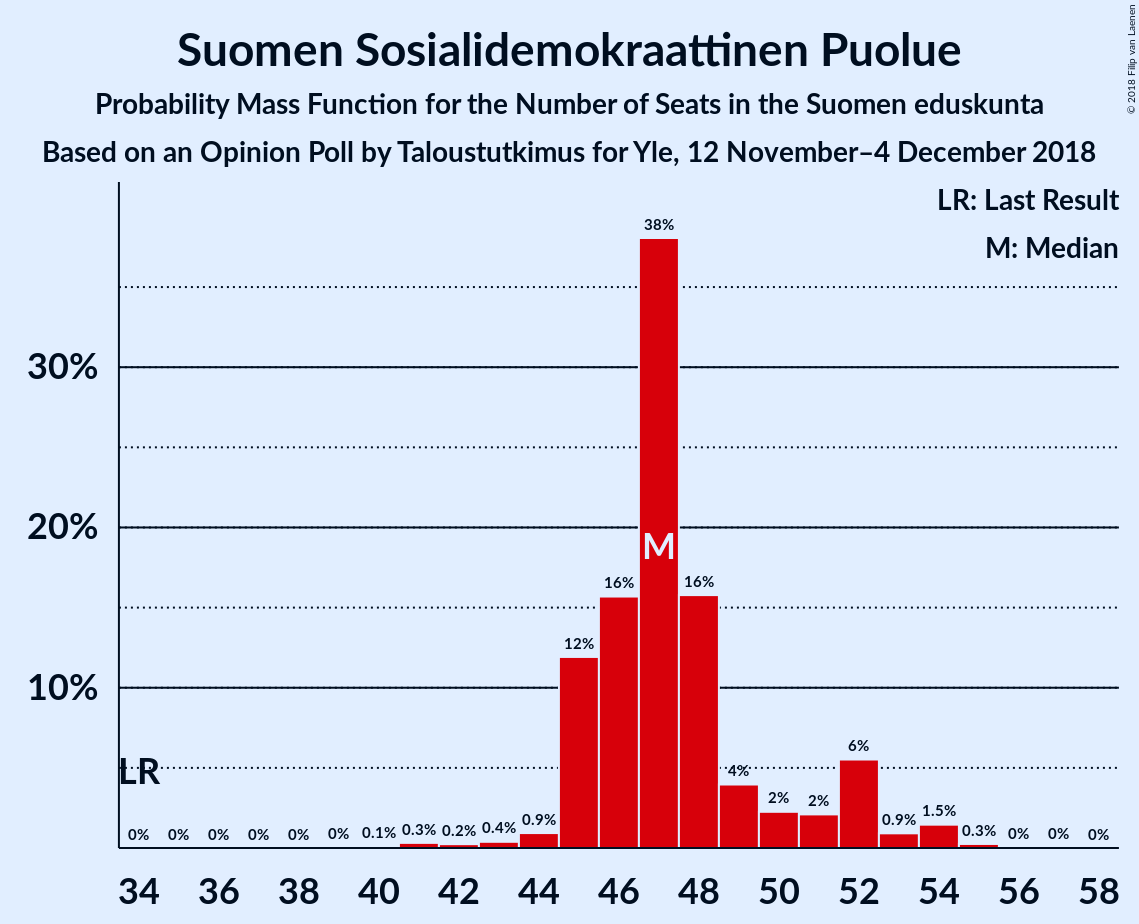 Suomen Sosialidemokraattinen Puolue
Probability Mass Function for the Number of Seats in the Suomen eduskunta
Based on an Opinion Poll by Taloustutkimus for Yle, 12 November–4 December 2018
© 2018 Filip van Laenen
LR: Last Result
M: Median
38%
30%
M
16% 16%
20%
12%
10%
6%
LR
4%
2% 2%
0% 0% 0% 0% 0% 0% 0.1% 0.3% 0.2% 0.4% 0.9% 0.9% 1.5% 0.3% 0% 0% 0%
34 36 38 40 42 44 46 48 50 52 54 56 58